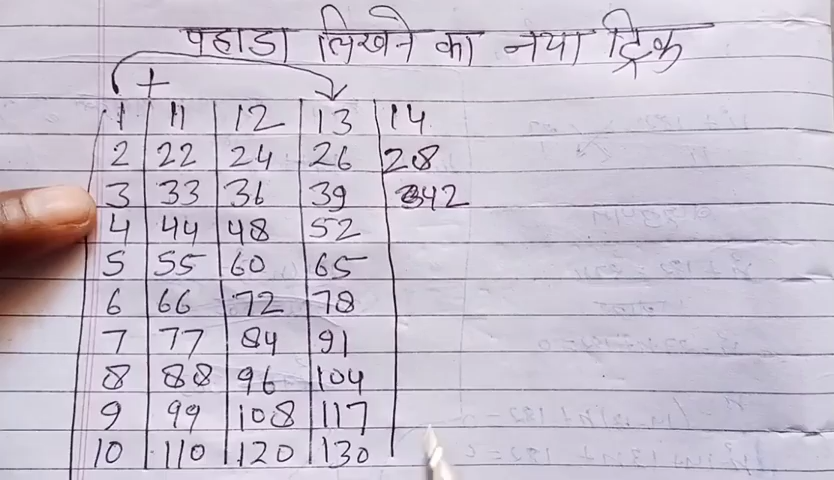 पहाडा लिखने का नया ट्रिक
+
1 11 12 13 14
2 22 24 26 28
3 33 36 39 42
4 44 48 52
5 55 60 65
6 66 72 78
7 77 84 91
8 88 96 104
9 99 108 117
10 110 120 130